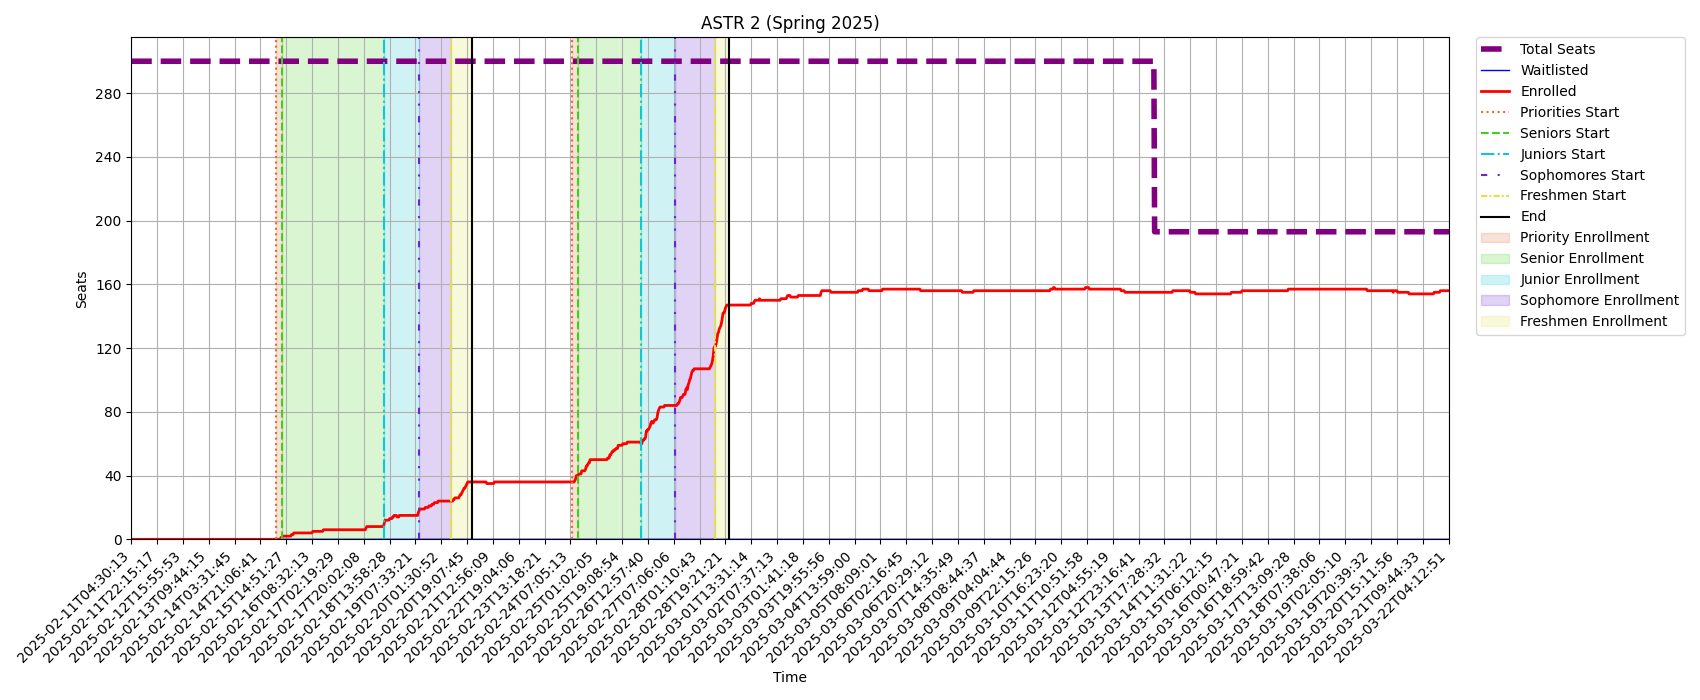 ASTR 2 (Spring 2025)
Seats
280
240
200
160
120
80
40
0
2025-02-11T04:30:13
2025-02-11T22:15:17
2025-02-12T15:55:53
2025-02-13T09:44:15
2025-02-14T03:31:45
2025-02-14T21:06:41
2025-02-15T14:51:27
2025-02-16T08:32:13
2025-02-17T02:19:29
2025-02-17T20:02:08
2025-02-18T13:58:28
2025-02-19T07:33:21
2025-02-20T01:30:52
2025-02-20T19:07:45
2025-02-21T12:56:09
2025-02-22T19:04:06
2025-02-23T13:18:21
2025-02-24T07:05:13
2025-02-25T01:02:05
2025-02-25T19:08:54
2025-02-26T12:57:40
2025-02-27T07:06:06
2025-02-28T01:10:43
2025-02-28T19:21:21
2025-03-01T13:31:14
2025-03-02T07:37:13
2025-03-03T01:41:18
2025-03-03T19:55:56
2025-03-04T13:59:00
2025-03-05T08:09:01
2025-03-06T02:16:45
2025-03-06T20:29:12
2025-03-07T14:35:49
2025-03-08T08:44:37
2025-03-09T04:04:44
2025-03-09T22:15:26
2025-03-10T16:23:20
2025-03-11T10:51:58
2025-03-12T04:55:19
2025-03-12T23:16:41
2025-03-13T17:28:32
2025-03-14T11:31:22
2025-03-15T06:12:15
2025-03-16T00:47:21
2025-03-16T18:59:42
2025-03-17T13:09:28
2025-03-18T07:38:06
2025-03-19T02:05:10
2025-03-19T20:39:32
2025-03-20T15:11:56
2025-03-21T09:44:33
2025-03-22T04:12:51
Time
Total Seats
Waitlisted
Enrolled
Priorities Start
Seniors Start
Juniors Start
Sophomores Start
Freshmen Start
End
Priority Enrollment
Senior Enrollment
Junior Enrollment
Sophomore Enrollment
Freshmen Enrollment